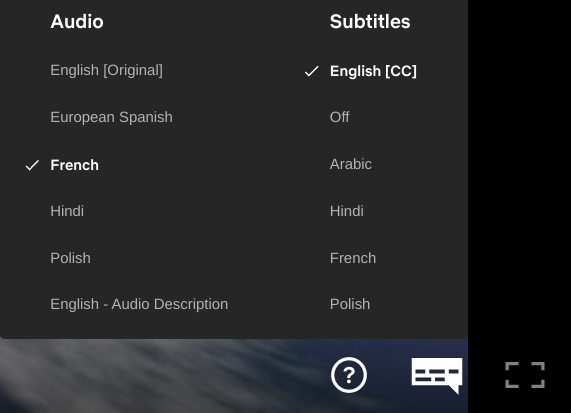 Audio
Subtitles
English [Original]
English [CC]
European Spanish
Off
French
Arabic
Hindi
Hindi
Polish
French
English - Audio Description
Polish
?